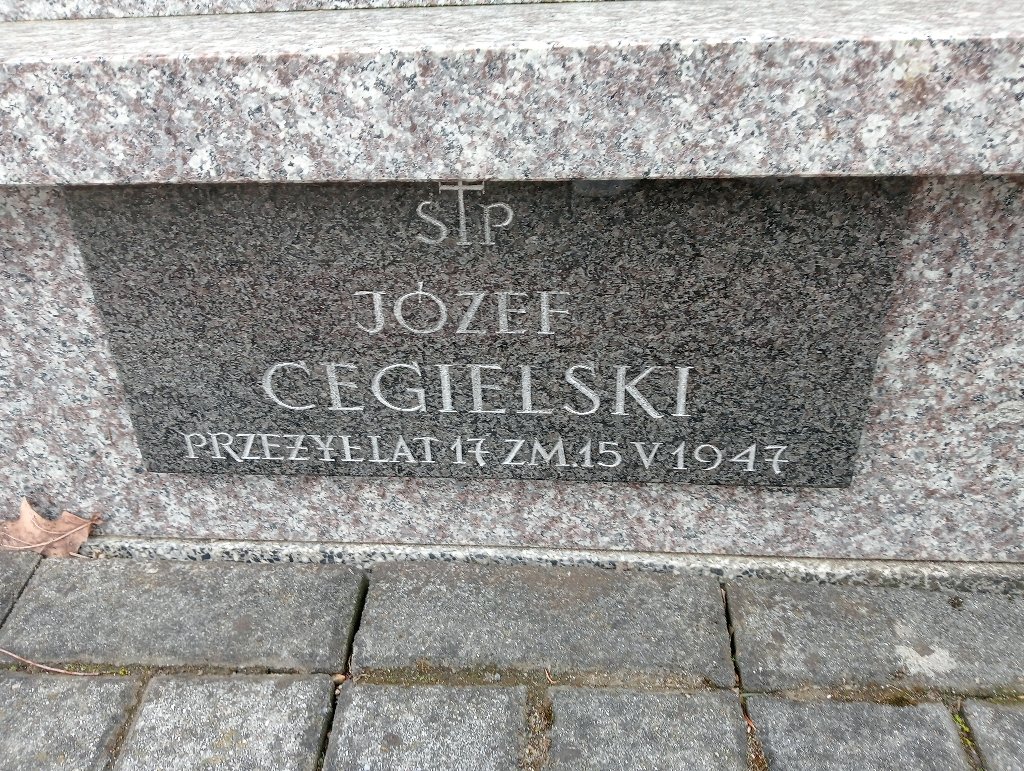 S†P
JÓZEF
CEGIELSKI
PRZEŻYŁ LAT 17 ZM. 15 V 1947